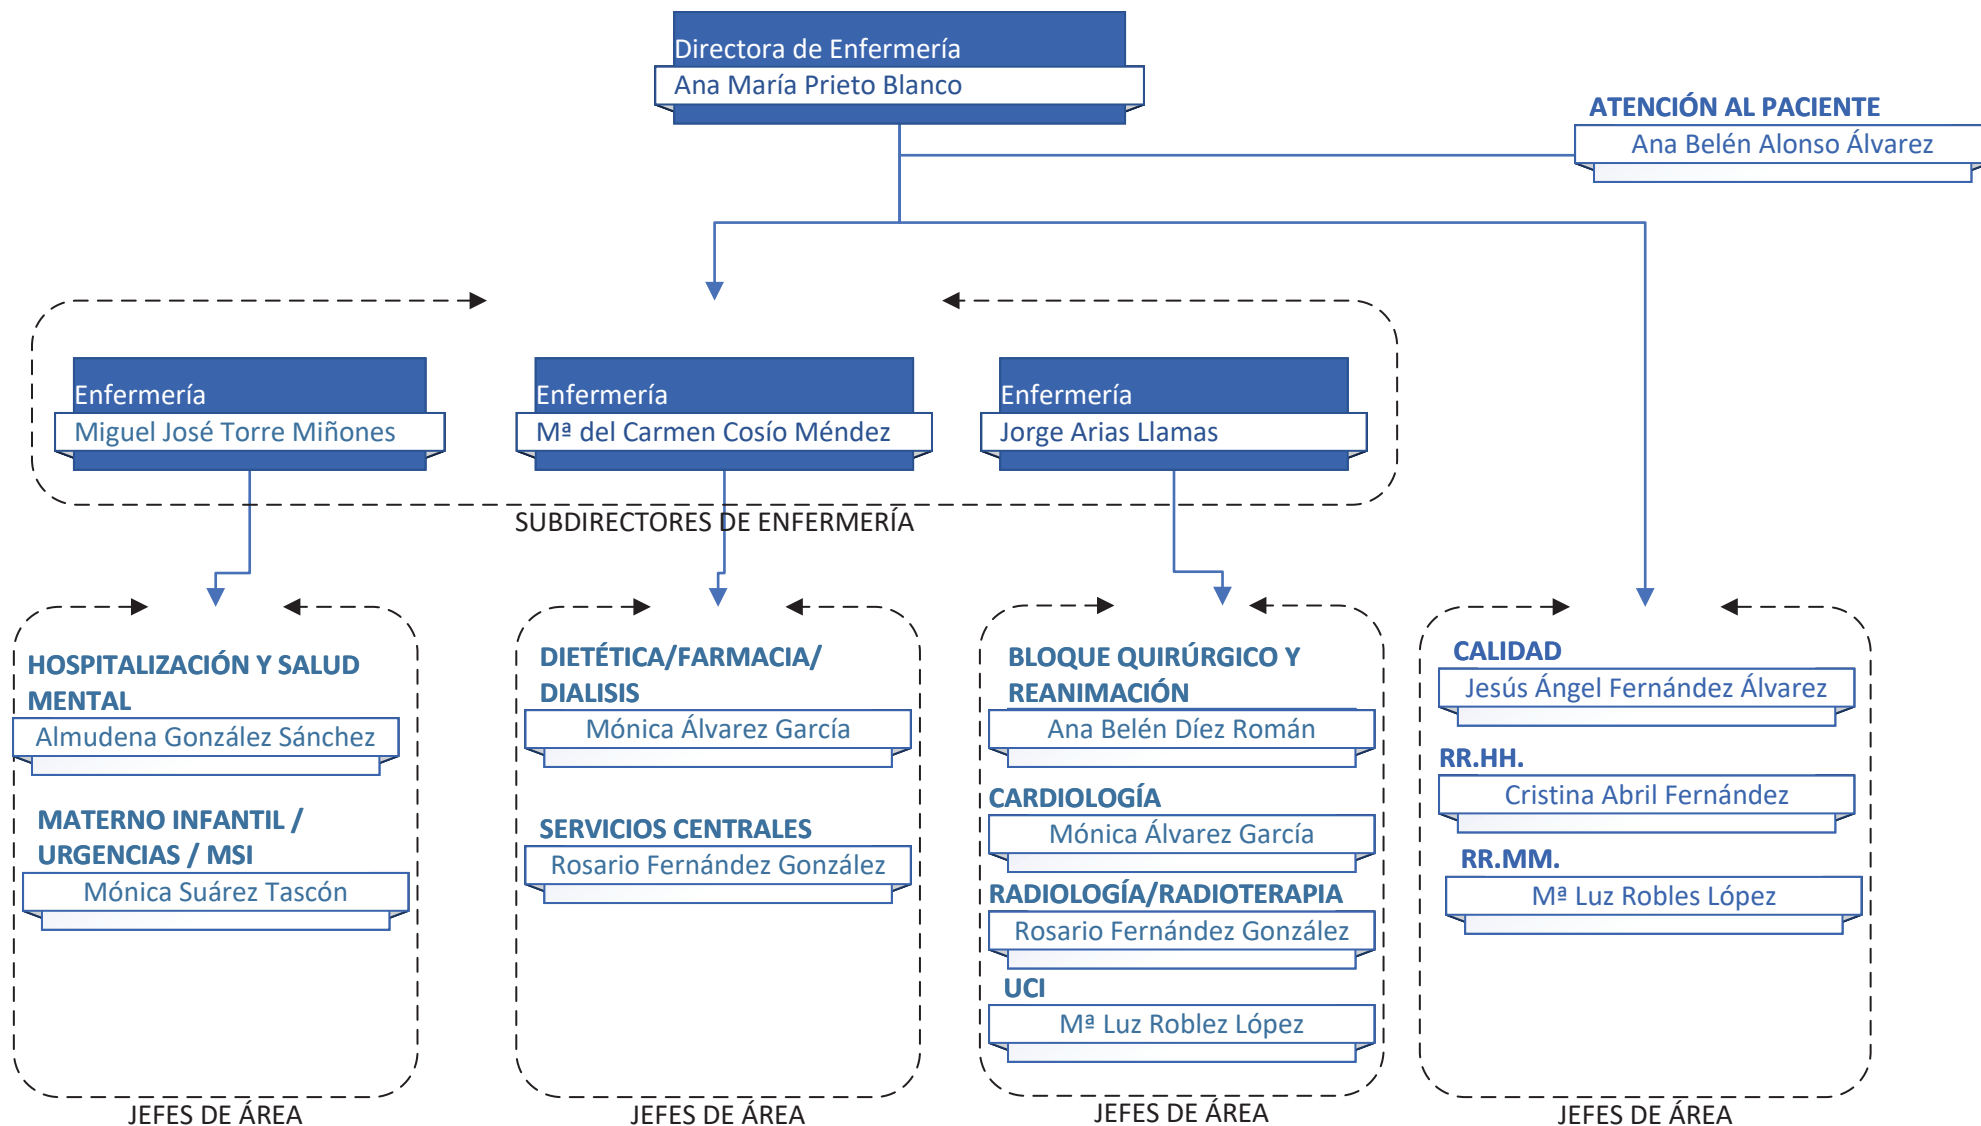 Directora de Enfermería
Ana María Prieto Blanco
ATENCIÓN AL PACIENTE
Ana Belén Alonso Álvarez
Enfermería
Miguel José Torre Miñones
Enfermería
Mª del Carmen Cosío Méndez
Enfermería
Jorge Arias Llamas
SUBDIRECTORES DE ENFERMERÍA
HOSPITALIZACIÓN Y SALUD
MENTAL
Almudena González Sánchez
MATERNO INFANTIL /
URGENCIAS / MSI
Mónica Suárez Tascón
JEFES DE ÁREA
DIETÉTICA/FARMACIA/
DIALISIS
Mónica Álvarez García
SERVICIOS CENTRALES
Rosario Fernández González
JEFES DE ÁREA
BLOQUE QUIRÚRGICO Y
REANIMACIÓN
Ana Belén Díez Román
CARDIOLOGÍA
Mónica Álvarez García
RADIOLOGÍA/RADIOTERAPIA
Rosario Fernández González
UCI
Mª Luz Roblez López
JEFES DE ÁREA
CALIDAD
Jesús Ángel Fernández Álvarez
RR.HH.
Cristina Abril Fernández
RR.MM.
Mª Luz Robles López
JEFES DE ÁREA